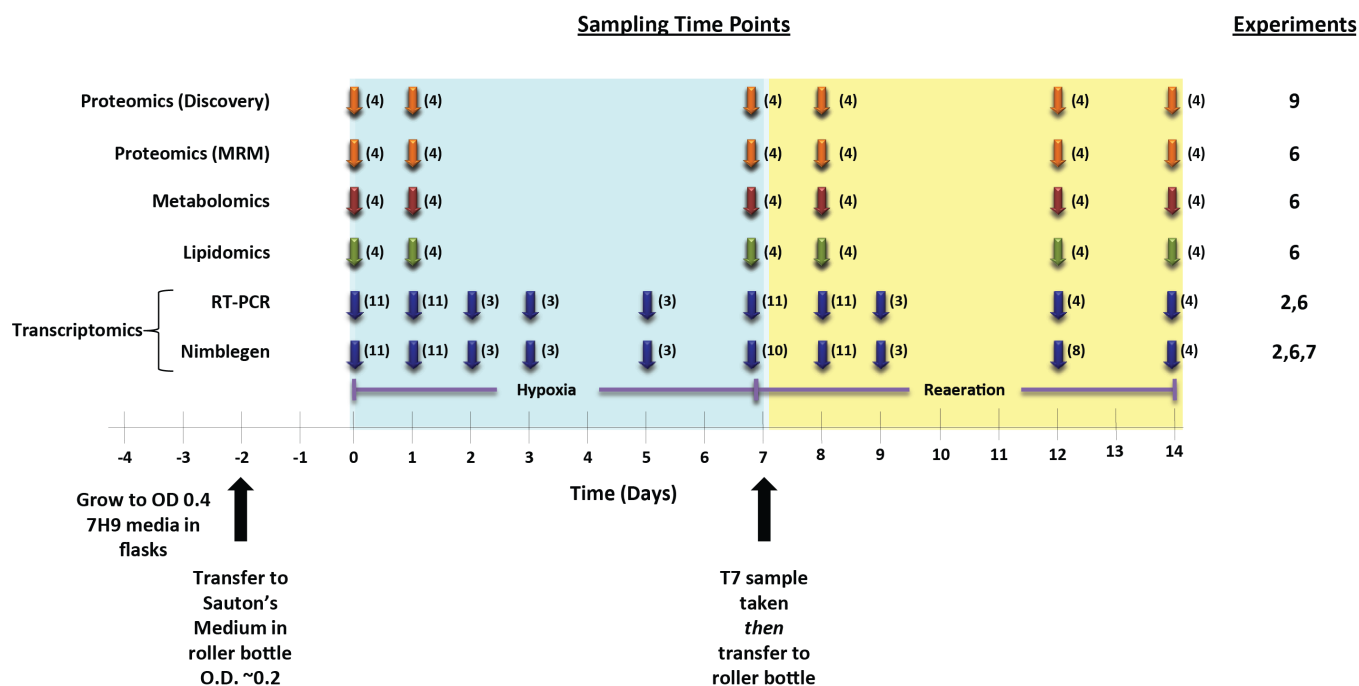 Sampling Time Points
Experiments
Proteomics (Discovery) (4) (4) (4) (4) (4) (4) 9
Proteomics (MRM) (4) (4) (4) (4) (4) (4) 6
Metabolomics (4) (4) (4) (4) (4) (4) 6
Lipidomics (4) (4) (4) (4) (4) (4) 6
Transcriptomics
RT-PCR (11) (11) (3) (3) (3) (11) (11) (3) (4) (4) 2,6
Nimblegen (11) (11) (3) (3) (3) (10) (11) (3) (8) (4) 2,6,7
Hypoxia Reaeration
-4 -3 -2 -1 0 1 2 3 4 5 6 7 8 9 10 11 12 13 14
Time (Days)
Grow to OD 0.4
7H9 media in
flasks
Transfer to
Sauton's
Medium in
roller bottle
O.D. ~0.2
T7 sample
taken
then
transfer to
roller bottle